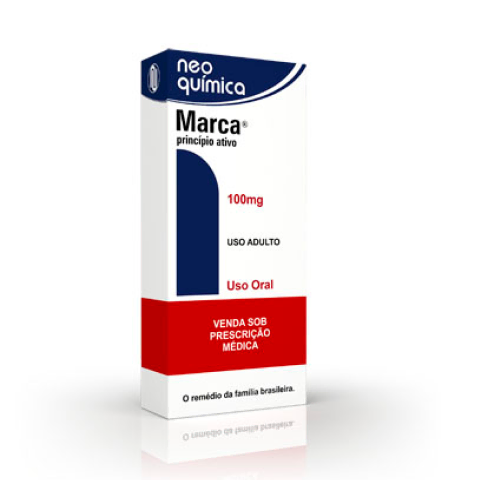 neo
química
Marca®
princípio ativo
100mg
USO ADULTO
Uso Oral
VENDA SOB
PRESCRIÇÃO
MÉDICA
O remédio da família brasileira.